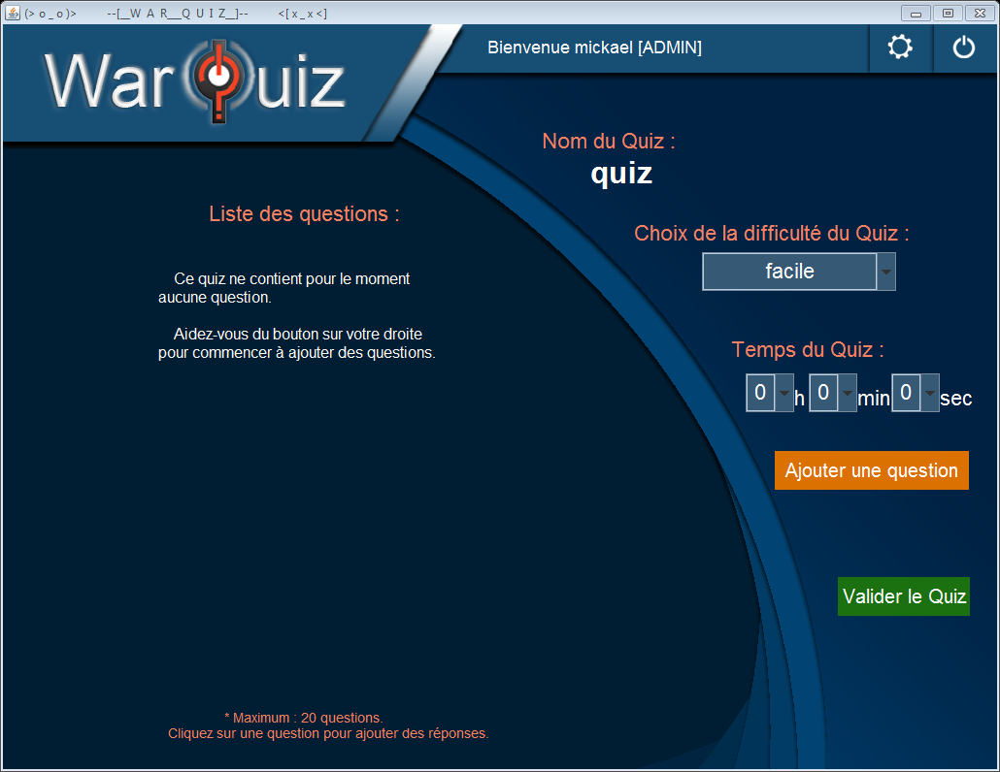 (> o _ o )> --[__W A R__Q U I Z__]-- <[ x _ x <]
War Quiz
Bienvenue mickael [ADMIN]
Nom du Quiz :
quiz
Liste des questions :
Choix de la difficulté du Quiz :
facile
Ce quiz ne contient pour le moment
aucune question.
Aidez-vous du bouton sur votre droite
pour commencer à ajouter des questions.
Temps du Quiz :
0 h 0 min 0 sec
Ajouter une question
Valider le Quiz
* Maximum : 20 questions.
Cliquez sur une question pour ajouter des réponses.